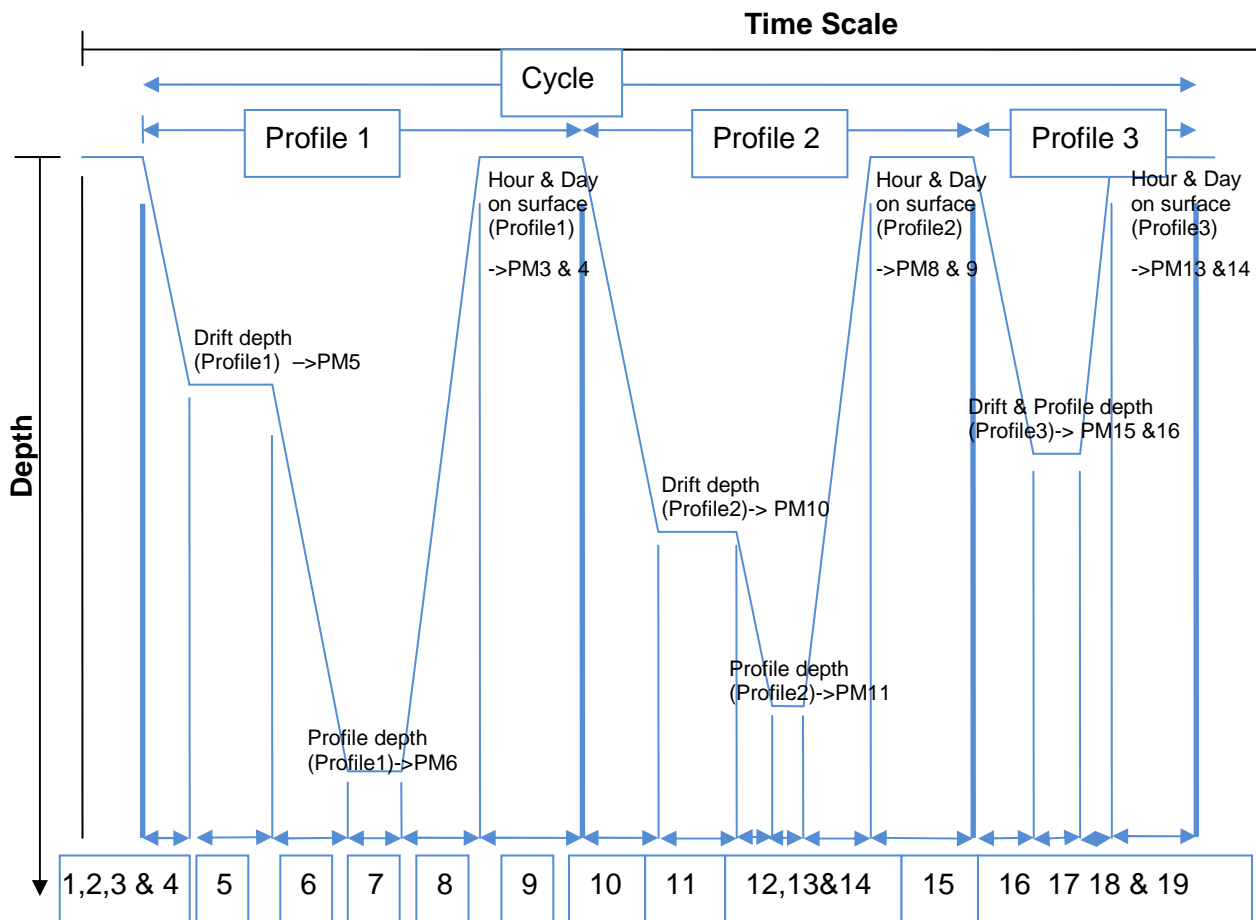 Time Scale
Cycle
Profile 1
Profile 2
Profile 3
Hour & Day
on surface
(Profile1)
->PM3 & 4
Hour & Day
on surface
(Profile2)
->PM8 & 9
Hour & Day
on surface
(Profile3)
->PM13 &14
Drift depth
(Profile1) –>PM5
Drift & Profile depth
(Profile3)-> PM15 &16
Depth
Drift depth
(Profile2)-> PM10
Profile depth
(Profile2)->PM11
Profile depth
(Profile1)->PM6
1,2,3 & 4 5 6 7 8 9 10 11 12,13&14 15 16 17 18 & 19